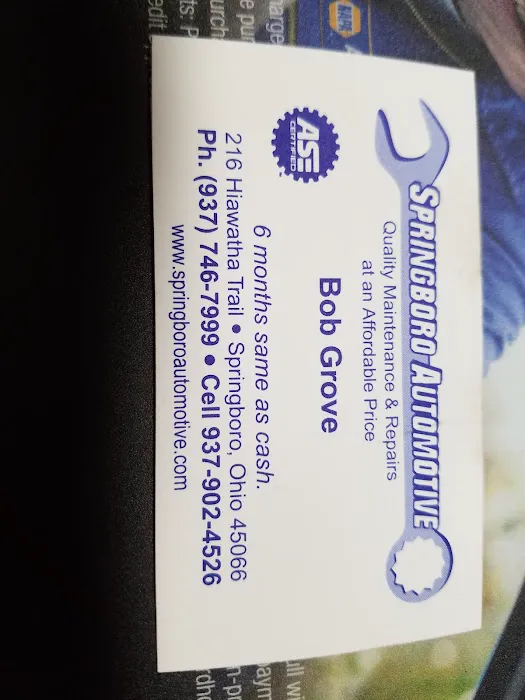 SPRINGBORO AUTOMOTIVE
Quality Maintenance & Repairs
at an Affordable Price
Bob Grove
ASE
CERTIFIED
6 months same as cash.
216 Hiawatha Trail • Springboro, Ohio 45066
Ph. (937) 746-7999 • Cell 937-902-4526
www.springboroautomotive.com
NAPA